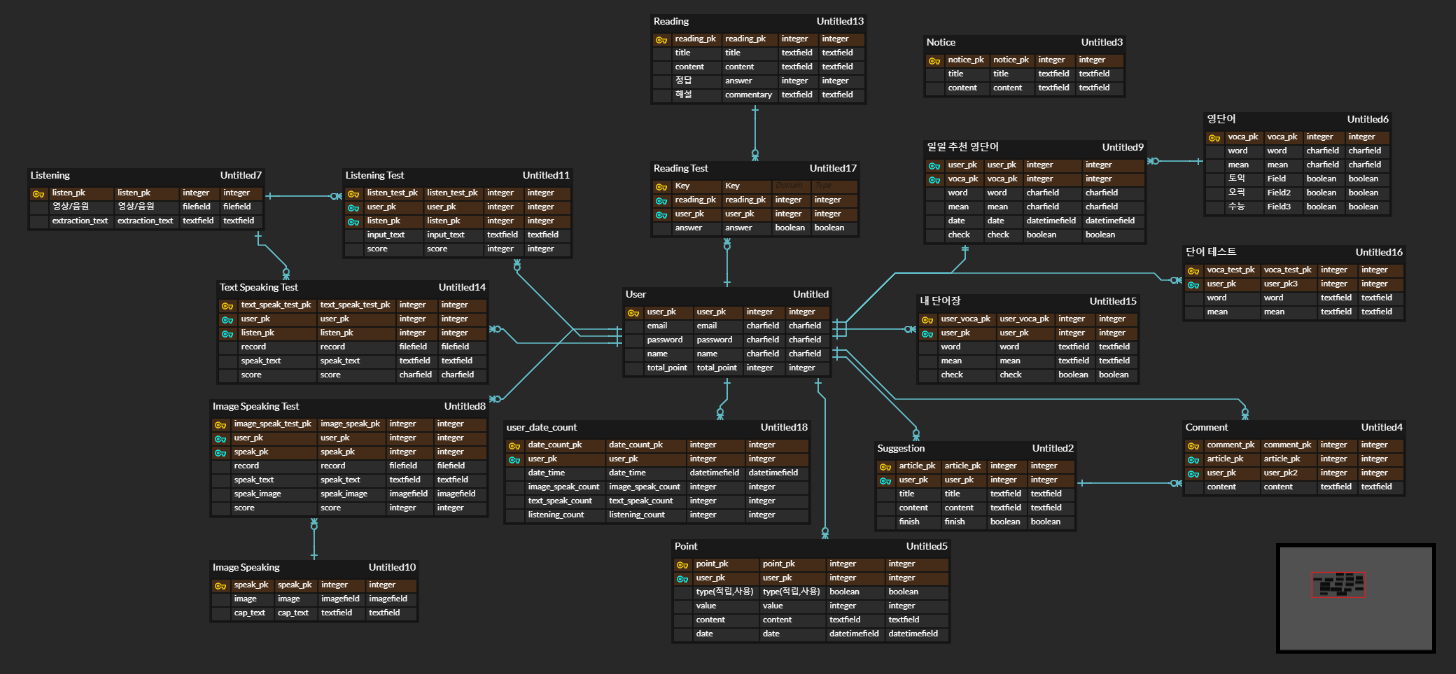 Reading Untitled13
reading_pk reading_pk integer integer
title title textfield textfield
content content textfield textfield
정답 answer integer integer
해설 commentary textfield textfield
Notice Untitled3
notice_pk notice_pk integer integer
title title textfield textfield
content content textfield textfield
영단어 Untitled6
voca_pk voca_pk integer integer
word word charfield charfield
mean mean charfield charfield
토익 Field boolean boolean
오픽 Field2 boolean boolean
수능 Field3 boolean boolean
일일 추천 영단어 Untitled9
user_pk user_pk integer integer
voca_pk voca_pk integer integer
word word charfield charfield
mean mean charfield charfield
date date datetimefield datetimefield
check check boolean boolean
Listening Untitled7
listen_pk listen_pk integer integer
영상/음원 영상/음원 filefield filefield
extraction_text extraction_text textfield textfield
Listening Test Untitled11
listen_test_pk listen_test_pk integer integer
user_pk user_pk integer integer
listen_pk listen_pk integer integer
input_text input_text textfield textfield
score score integer integer
Reading Test Untitled17
Key Key Domain Type
reading_pk reading_pk integer integer
user_pk user_pk integer integer
answer answer boolean boolean
단어 테스트 Untitled16
voca_test_pk voca_test_pk integer integer
user_pk user_pk3 integer integer
word word textfield textfield
mean mean textfield textfield
Text Speaking Test Untitled14
text_speak_test_pk text_speak_test_pk integer integer
user_pk user_pk integer integer
listen_pk listen_pk integer integer
record record filefield filefield
speak_text speak_text textfield textfield
score score charfield charfield
User Untitled
user_pk user_pk integer integer
email email charfield charfield
password password charfield charfield
name name charfield charfield
total_point total_point integer integer
내 단어장 Untitled15
user_voca_pk user_voca_pk integer integer
user_pk user_pk integer integer
word word textfield textfield
mean mean textfield textfield
check check boolean boolean
Image Speaking Test Untitled8
image_speak_test_pk image_speak_test_pk integer integer
user_pk user_pk integer integer
speak_pk speak_pk integer integer
record record filefield filefield
speak_text speak_text textfield textfield
speak_image speak_image imagefield imagefield
score score integer integer
user_date_count Untitled18
date_count_pk date_count_pk integer integer
user_pk user_pk integer integer
date_time date_time datetimefield datetimefield
image_speak_count image_speak_count integer integer
text_speak_count text_speak_count integer integer
listening_count listening_count integer integer
Suggestion Untitled2
article_pk article_pk integer integer
user_pk user_pk integer integer
title title textfield textfield
content content textfield textfield
finish finish boolean boolean
Comment Untitled4
comment_pk comment_pk integer integer
article_pk article_pk integer integer
user_pk user_pk2 integer integer
content content textfield textfield
Image Speaking Untitled10
speak_pk speak_pk integer integer
image image imagefield imagefield
cap_text cap_text textfield textfield
Point Untitled5
point_pk point_pk integer integer
user_pk user_pk integer integer
type(적립,사용) type(적립,사용) boolean boolean
value value integer integer
content content textfield textfield
date date datetimefield datetimefield